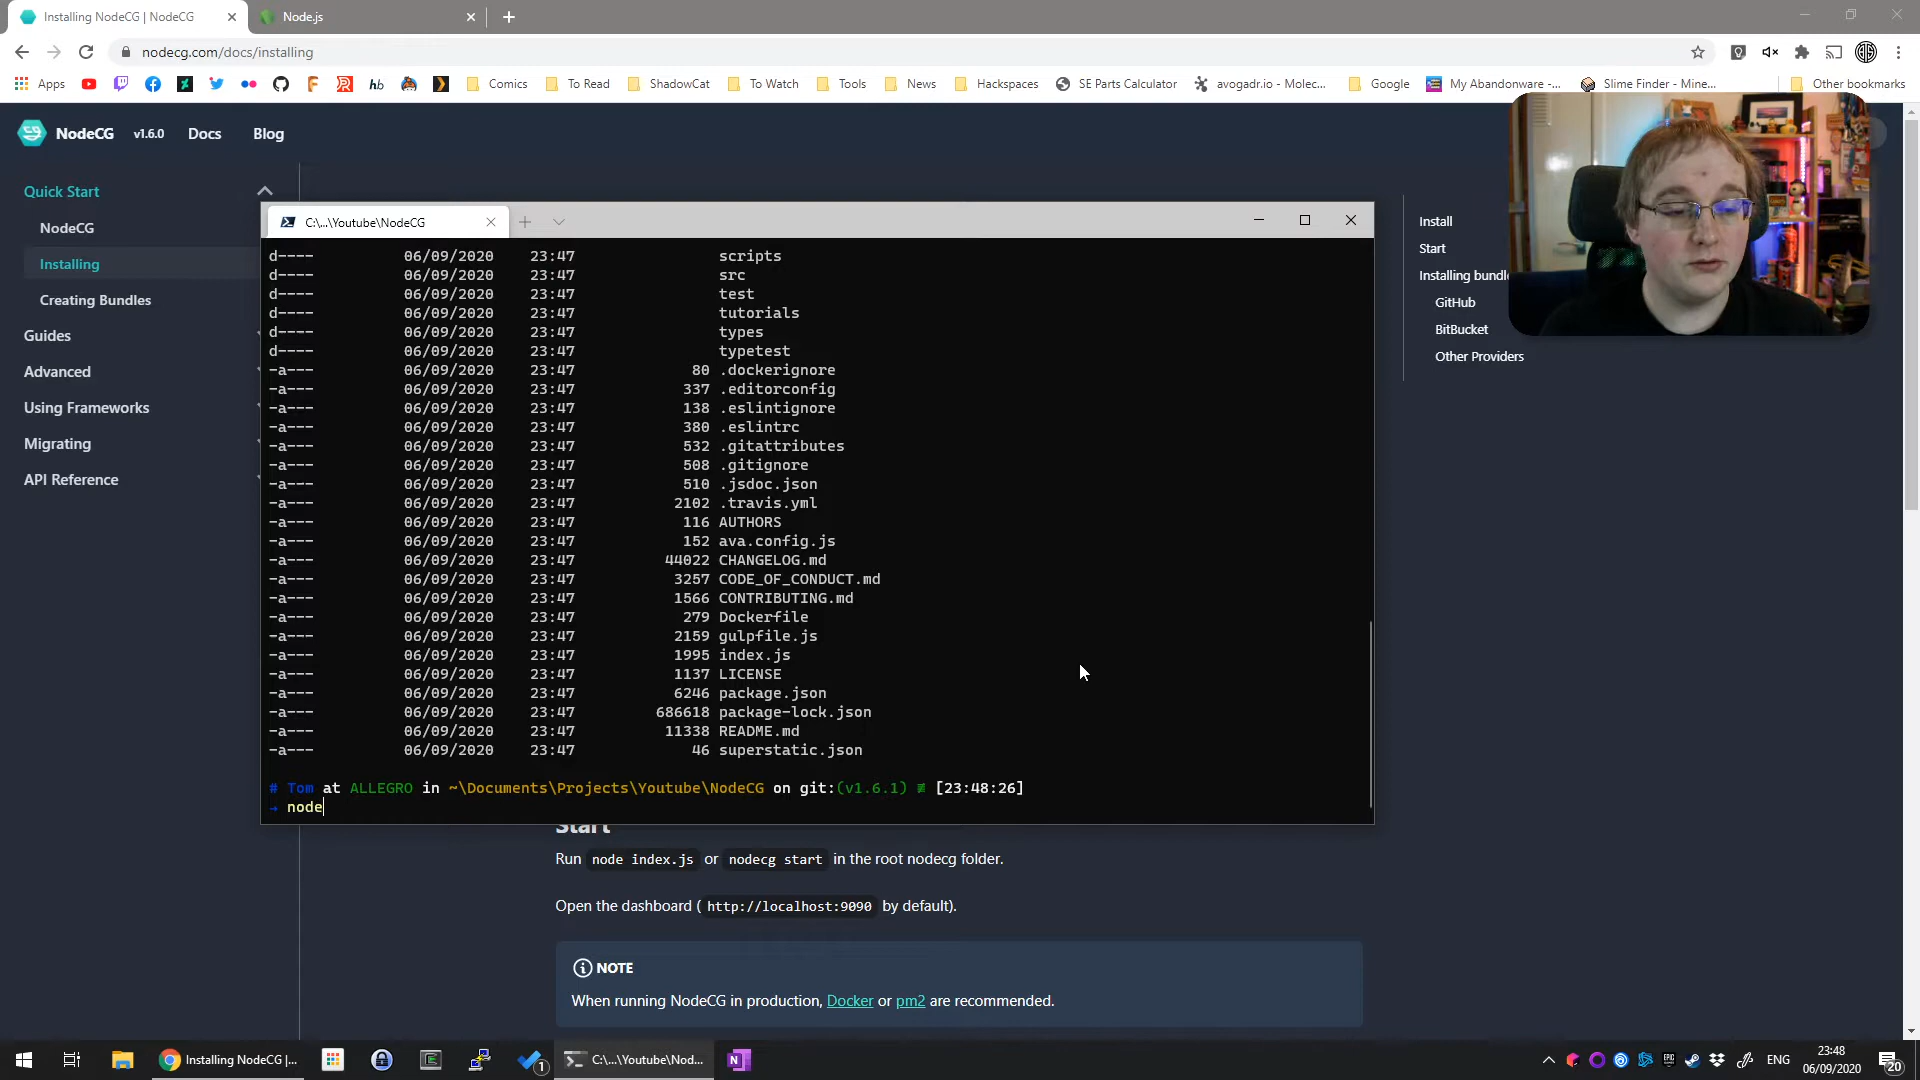 Installing NodeCG | NodeCG
Node.js
nodecg.com/docs/installing
Apps
Comics
To Read
ShadowCat
To Watch
Tools
News
Hackspaces
SE Parts Calculator
avogadr.io - Molec...
Google
My Abandonware -...
Slime Finder - Mine...
Other bookmarks
NodeCG v1.6.0 Docs Blog
Quick Start
NodeCG
Installing
Creating Bundles
Guides
Advanced
Using Frameworks
Migrating
API Reference
C:\...\Youtube\NodeCG
d---- 06/09/2020 23:47 scripts
d---- 06/09/2020 23:47 src
d---- 06/09/2020 23:47 test
d---- 06/09/2020 23:47 tutorials
d---- 06/09/2020 23:47 types
d---- 06/09/2020 23:47 typetest
-a--- 06/09/2020 23:47 80 .dockerignore
-a--- 06/09/2020 23:47 337 .editorconfig
-a--- 06/09/2020 23:47 138 .eslintignore
-a--- 06/09/2020 23:47 380 .eslintrc
-a--- 06/09/2020 23:47 532 .gitattributes
-a--- 06/09/2020 23:47 508 .gitignore
-a--- 06/09/2020 23:47 510 .jsdoc.json
-a--- 06/09/2020 23:47 2102 .travis.yml
-a--- 06/09/2020 23:47 116 AUTHORS
-a--- 06/09/2020 23:47 152 ava.config.js
-a--- 06/09/2020 23:47 44022 CHANGELOG.md
-a--- 06/09/2020 23:47 3257 CODE_OF_CONDUCT.md
-a--- 06/09/2020 23:47 1566 CONTRIBUTING.md
-a--- 06/09/2020 23:47 279 Dockerfile
-a--- 06/09/2020 23:47 2159 gulpfile.js
-a--- 06/09/2020 23:47 1995 index.js
-a--- 06/09/2020 23:47 1137 LICENSE
-a--- 06/09/2020 23:47 6246 package.json
-a--- 06/09/2020 23:47 686618 package-lock.json
-a--- 06/09/2020 23:47 11338 README.md
-a--- 06/09/2020 23:47 46 superstatic.json
# Tom at ALLEGRO in ~\Documents\Projects\Youtube\NodeCG on git:(v1.6.1) ≢ [23:48:26]
→ node
Install
Start
Installing bundl
GitHub
BitBucket
Other Providers
Start
Run node index.js or nodecg start in the root nodecg folder.
Open the dashboard ( http://localhost:9090 by default).
NOTE
When running NodeCG in production, Docker or pm2 are recommended.
Installing NodeCG |...
1
C:\...\Youtube\Nod...
ENG
23:48
06/09/2020
20